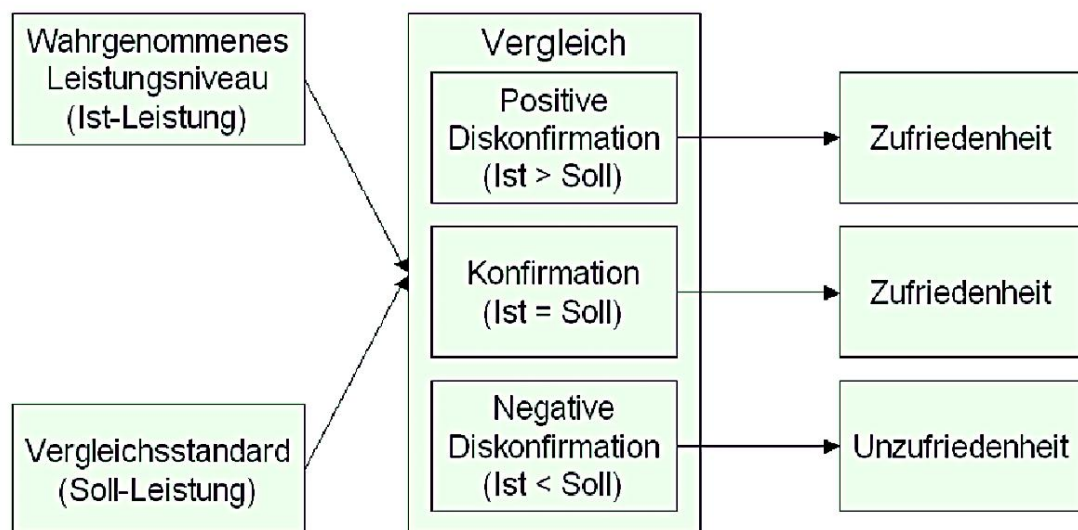 Wahrgenommenes
Leistungsniveau
(Ist-Leistung)
Vergleichsstandard
(Soll-Leistung)
Vergleich
Positive
Diskonfirmation
(Ist > Soll)
Konfirmation
(Ist = Soll)
Negative
Diskonfirmation
(Ist < Soll)
Zufriedenheit
Zufriedenheit
Unzufriedenheit